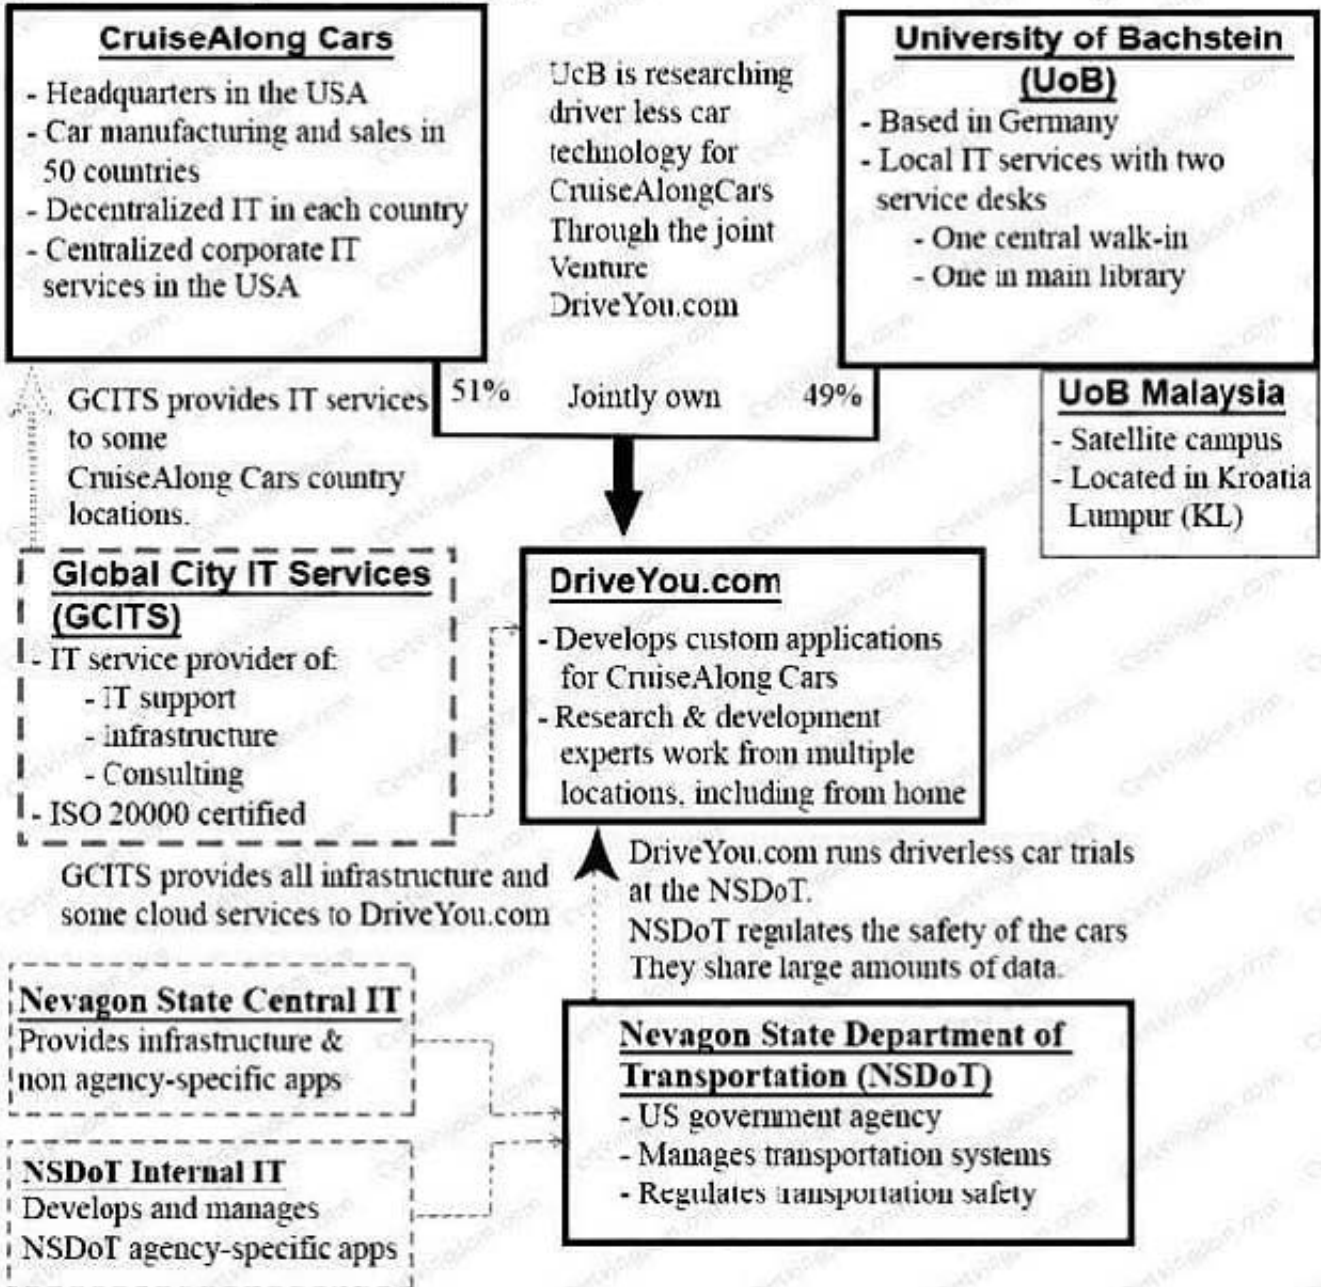 CruiseAlong Cars
- Headquarters in the USA
- Car manufacturing and sales in
50 countries
- Decentralized IT in each country
- Centralized corporate IT
services in the USA
UcB is researching
driver less car
technology for
CruiseAlongCars
Through the joint
Venture
DriveYou.com
University of Bachstein
(UoB)
- Based in Germany
- Local IT services with two
service desks
- One central walk-in
- One in main library
51% Jointly own 49%
UoB Malaysia
- Satellite campus
- Located in Kroatia
Lumpur (KL)
GCITS provides IT services
to some
CruiseAlong Cars country
locations.
Global City IT Services
(GCITS)
- IT service provider of:
- IT support
- infrastructure
- Consulting
- ISO 20000 certified
DriveYou.com
- Develops custom applications
for CruiseAlong Cars
- Research & development
experts work from multiple
locations, including from home
GCITS provides all infrastructure and
some cloud services to DriveYou.com
DriveYou.com runs driverless car trials
at the NSDoT.
NSDoT regulates the safety of the cars
They share large amounts of data.
Nevagon State Central IT
Provides infrastructure &
non agency-specific apps
NSDoT Internal IT
Develops and manages
NSDoT agency-specific apps
Nevagon State Department of
Transportation (NSDoT)
- US government agency
- Manages transportation systems
- Regulates transportation safety